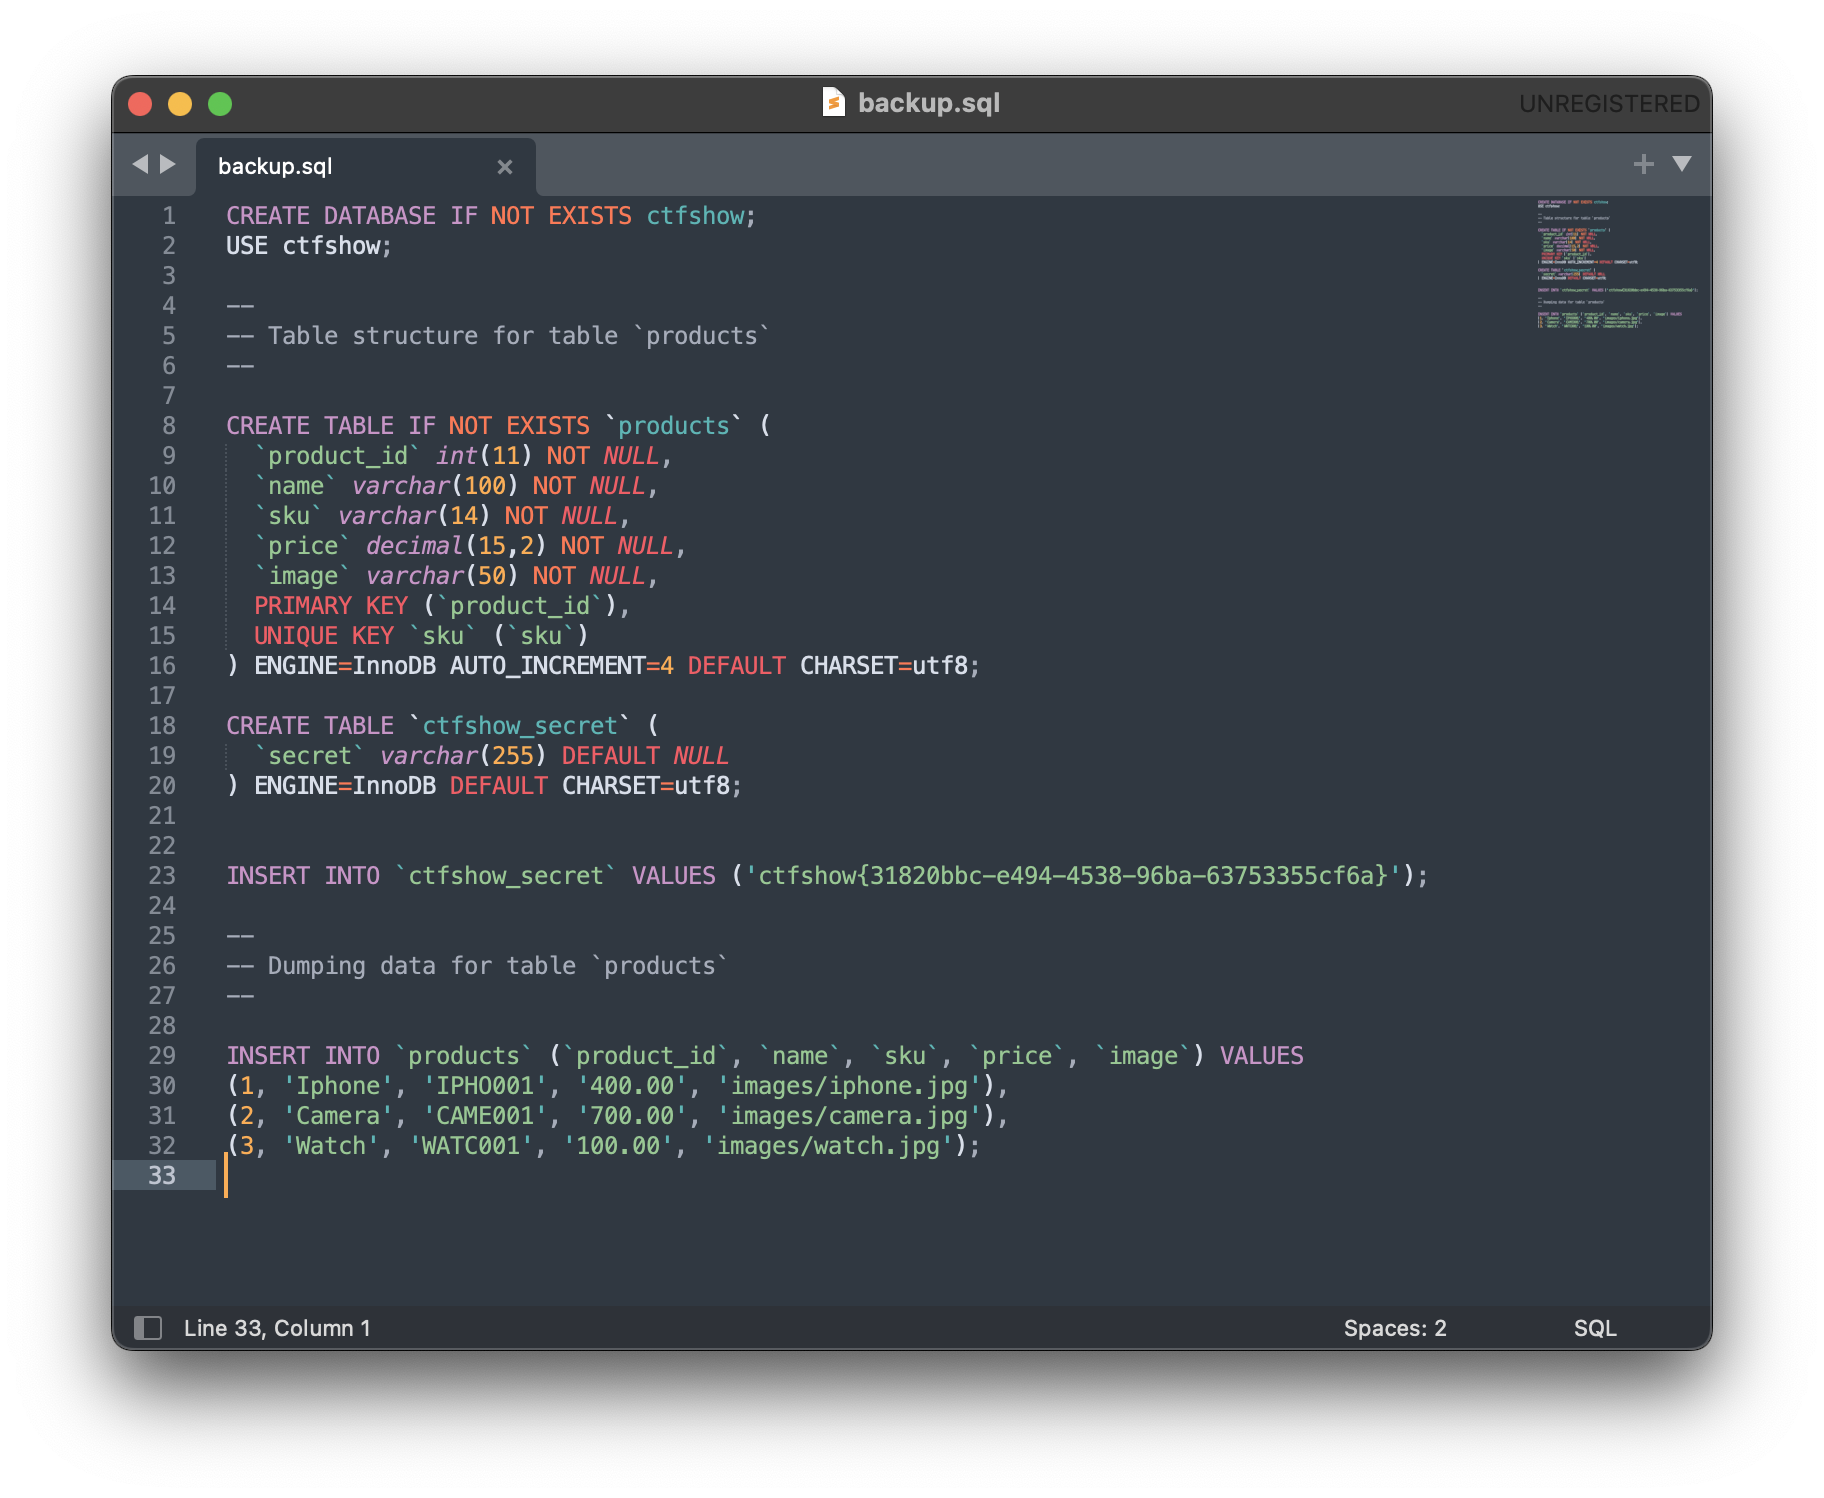 backup.sql
UNREGISTERED
backup.sql
1 CREATE DATABASE IF NOT EXISTS ctfshow;
2 USE ctfshow;
3
4 --
5 -- Table structure for table `products`
6 --
7
8 CREATE TABLE IF NOT EXISTS `products` (
9   `product_id` int(11) NOT NULL,
10   `name` varchar(100) NOT NULL,
11   `sku` varchar(14) NOT NULL,
12   `price` decimal(15,2) NOT NULL,
13   `image` varchar(50) NOT NULL,
14   PRIMARY KEY (`product_id`),
15   UNIQUE KEY `sku` (`sku`)
16 ) ENGINE=InnoDB AUTO_INCREMENT=4 DEFAULT CHARSET=utf8;
17
18 CREATE TABLE `ctfshow_secret` (
19   `secret` varchar(255) DEFAULT NULL
20 ) ENGINE=InnoDB DEFAULT CHARSET=utf8;
21
22
23 INSERT INTO `ctfshow_secret` VALUES ('ctfshow{31820bbc-e494-4538-96ba-63753355cf6a}');
24
25 --
26 -- Dumping data for table `products`
27 --
28
29 INSERT INTO `products` (`product_id`, `name`, `sku`, `price`, `image`) VALUES
30 (1, 'Iphone', 'IPHO001', '400.00', 'images/iphone.jpg'),
31 (2, 'Camera', 'CAME001', '700.00', 'images/camera.jpg'),
32 (3, 'Watch', 'WATC001', '100.00', 'images/watch.jpg');
33
Line 33, Column 1
Spaces: 2
SQL